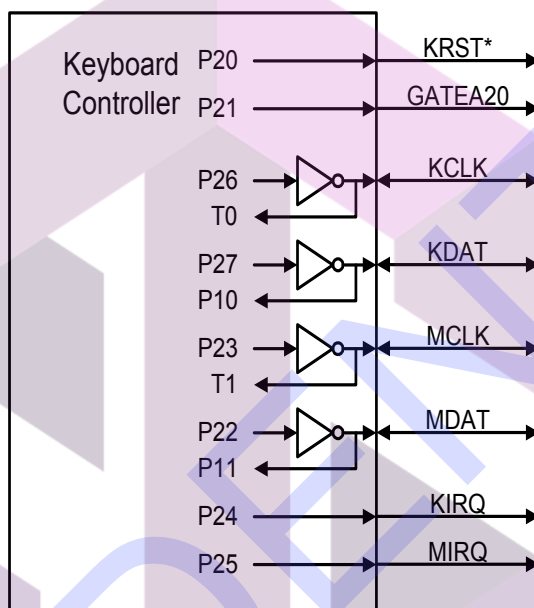 Keyboard
Controller
P20 KRST*
P21 GATEA20
P26 KCLK
T0
P27 KDAT
P10
P23 MCLK
T1
P22 MDAT
P11
P24 KIRQ
P25 MIRQ